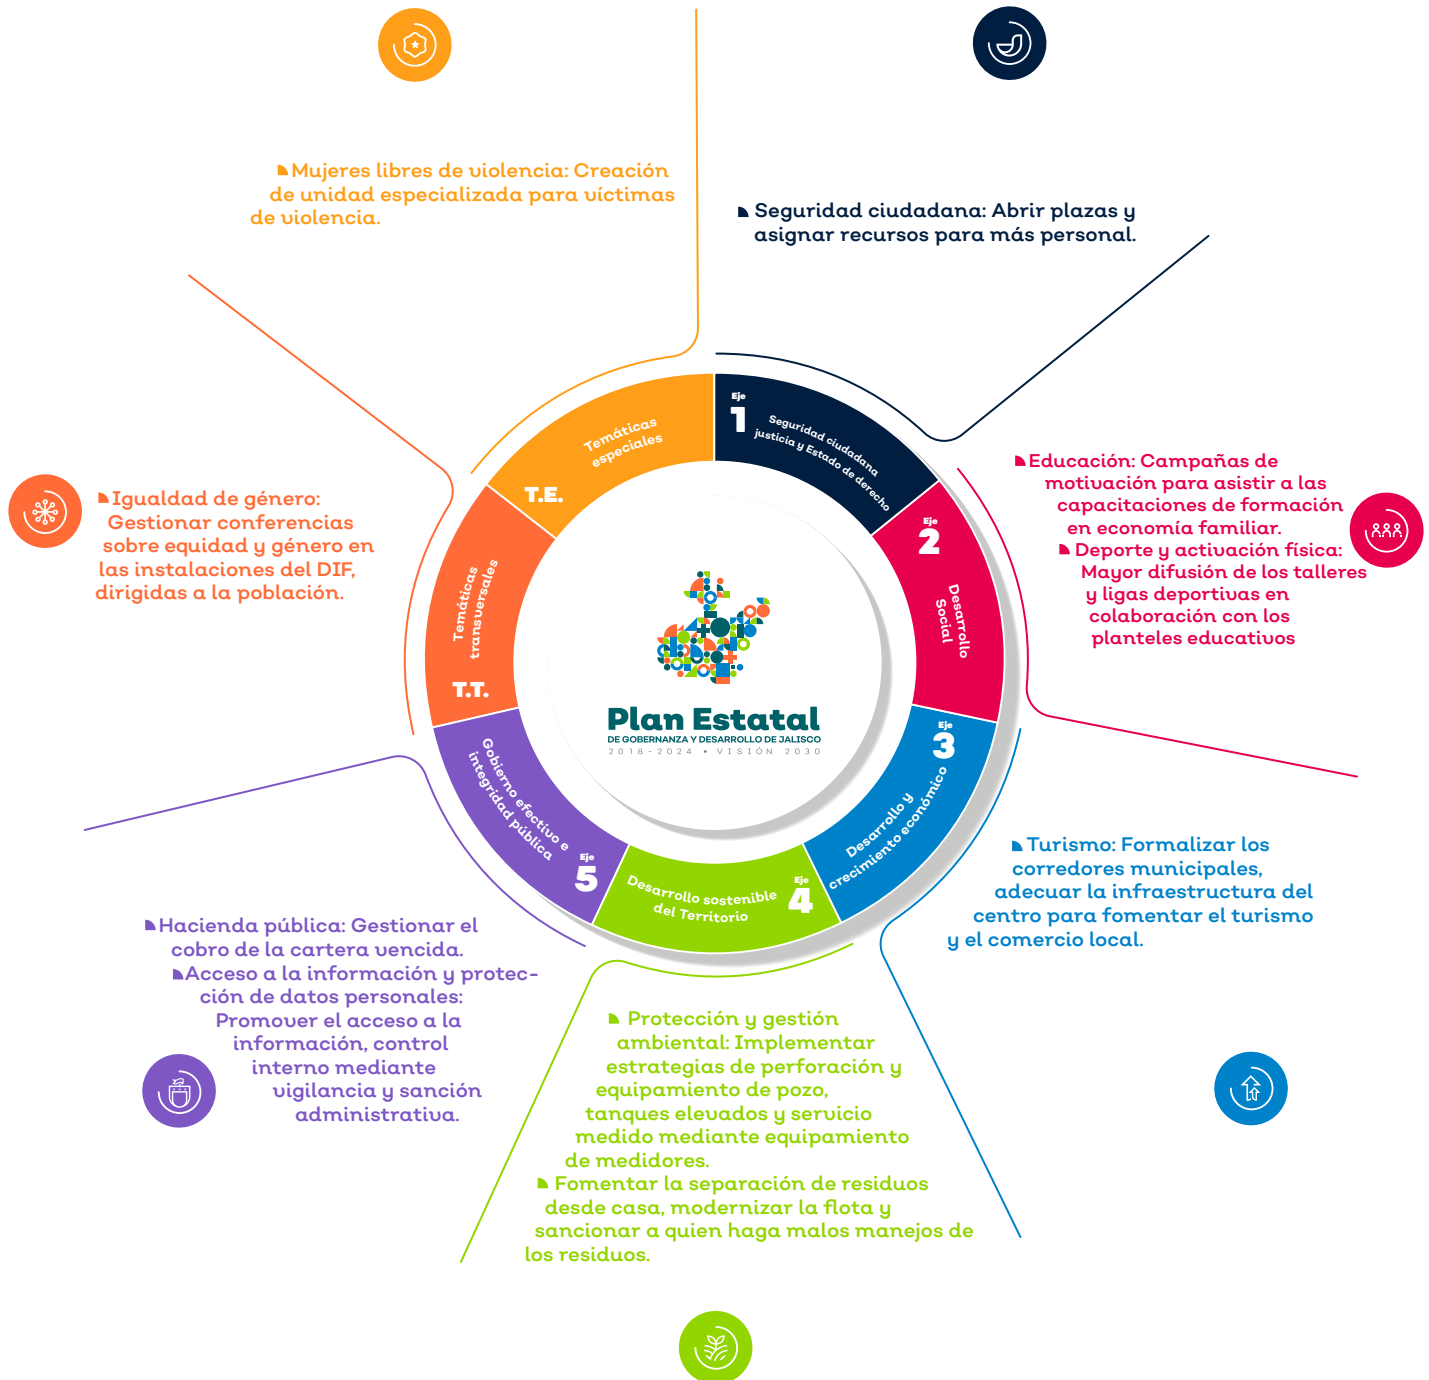 Mujeres libres de violencia: Creación
de unidad especializada para víctimas
de violencia.
Seguridad ciudadana: Abrir plazas y
asignar recursos para más personal.
Igualdad de género:
Gestionar conferencias
sobre equidad y género en
las instalaciones del DIF,
dirigidas a la población.
Educación: Campañas de
motivación para asistir a las
capacitaciones de formación
en economía familiar.
Deporte y activación física:
Mayor difusión de los talleres
y ligas deportivas en
colaboración con los
planteles educativos
Temáticas
especiales
T.E.
Eje
1
Seguridad ciudadana
justicia y Estado de derecho
Eje
2
Desarrollo
Social
Temáticas
transversales
T.T.
Plan Estatal
DE GOBERNANZA Y DESARROLLO DE JALISCO
2018-2024 • VISIÓN 2030
Eje
3
Desarrollo y
crecimiento económico
Gobierno efectivo e
integridad pública
Eje
5
Desarrollo sostenible
del Territorio
Eje
4
Turismo: Formalizar los
corredores municipales,
adecuar la infraestructura del
centro para fomentar el turismo
y el comercio local.
Hacienda pública: Gestionar el
cobro de la cartera vencida.
Acceso a la información y protec-
ción de datos personales:
Promover el acceso a la
información, control
interno mediante
vigilancia y sanción
administrativa.
Protección y gestión
ambiental: Implementar
estrategias de perforación y
equipamiento de pozo,
tanques elevados y servicio
medido mediante equipamiento
de medidores.
Fomentar la separación de residuos
desde casa, modernizar la flota y
sancionar a quien haga malos manejos de
los residuos.